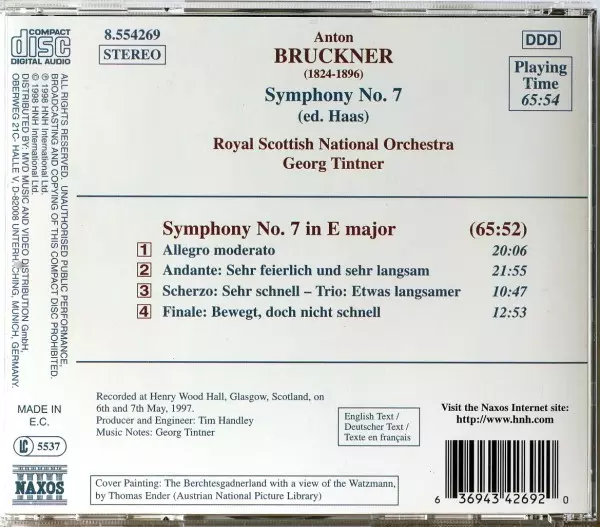 COMPACT
disc
DIGITAL AUDIO
8.554269
STEREO
Anton
BRUCKNER
(1824-1896)
Symphony No. 7
(ed. Haas)
Royal Scottish National Orchestra
Georg Tintner
DDD
Playing
Time
65:54
ALL RIGHTS RESERVED. UNAUTHORISED PUBLIC PERFORMANCE,
BROADCASTING AND COPYING OF THIS COMPACT DISC PROHIBITED.
℗ 1998 HNH International Ltd.
© 1998 HNH International Ltd.
DISTRIBUTED BY: MVD MUSIC AND VIDEO DISTRIBUTION GmbH,
OBERWEG 21C- HALLE V, D-82008 UNTERH CHING, MUNICH, GERMANY.
Symphony No. 7 in E major (65:52)
1 Allegro moderato 20:06
2 Andante: Sehr feierlich und sehr langsam 21:55
3 Scherzo: Sehr schnell – Trio: Etwas langsamer 10:47
4 Finale: Bewegt, doch nicht schnell 12:53
Recorded at Henry Wood Hall, Glasgow, Scotland, on
6th and 7th May, 1997.
Producer and Engineer: Tim Handley
Music Notes: Georg Tintner
English Text /
Deutscher Text /
Texte en français
Visit the Naxos Internet site:
http://www.hnh.com
MADE IN
E.C.
LC 5537
NAXOS
Cover Painting: The Berchtesgadnerland with a view of the Watzmann,
by Thomas Ender (Austrian National Picture Library)
6 36943 42692 0